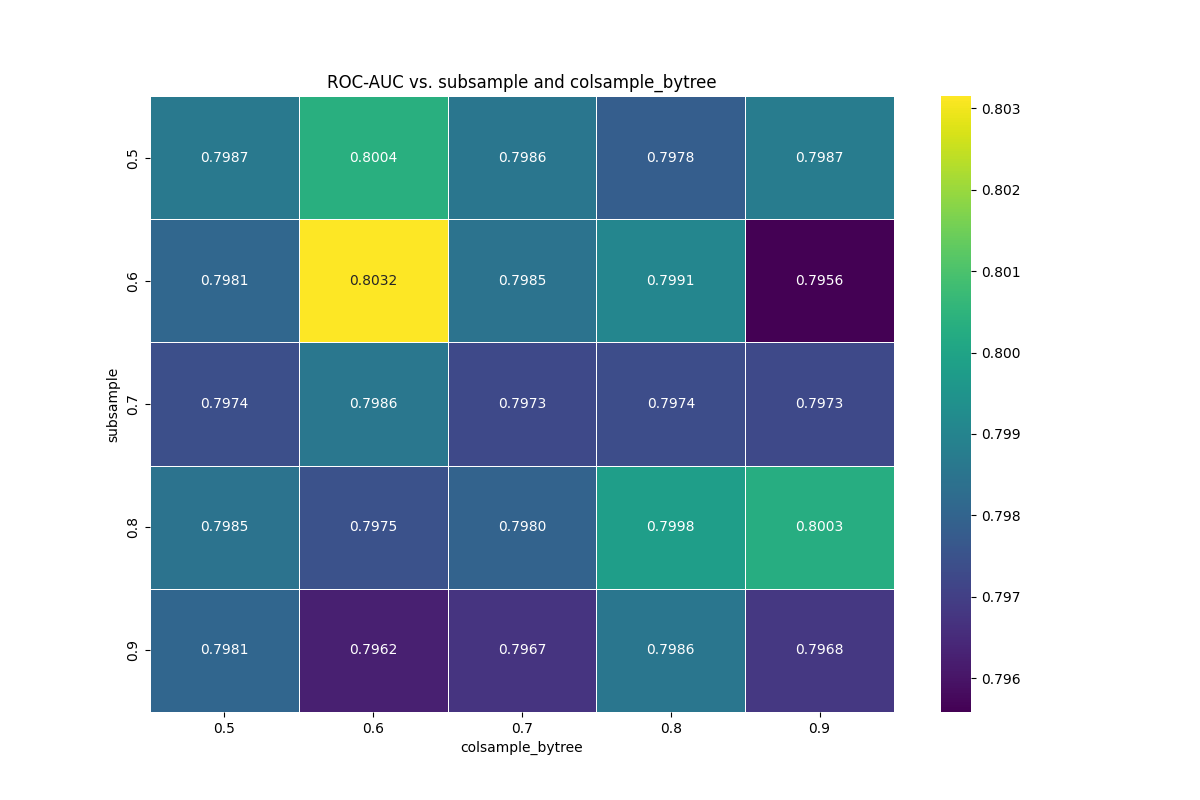 ROC-AUC vs. subsample and colsample_bytree
subsample
0.5 0.7987 0.8004 0.7986 0.7978 0.7987
0.6 0.7981 0.8032 0.7985 0.7991 0.7956
0.7 0.7974 0.7986 0.7973 0.7974 0.7973
0.8 0.7985 0.7975 0.7980 0.7998 0.8003
0.9 0.7981 0.7962 0.7967 0.7986 0.7968
0.5 0.6 0.7 0.8 0.9
colsample_bytree
0.803
0.802
0.801
0.800
0.799
0.798
0.797
0.796